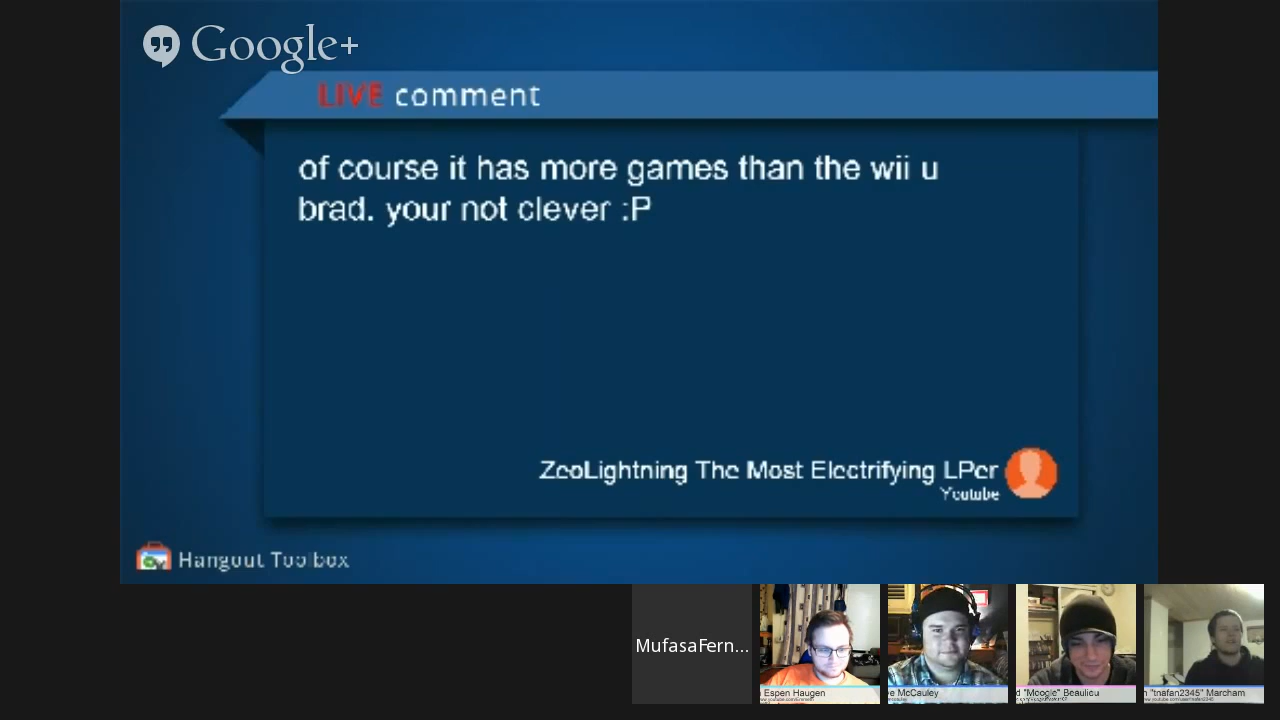 Google+
LIVE comment
of course it has more games than the wii u
brad. your not clever :P
ZeoLightning The Most Electrifying LPer
Youtube
Hangout Toolbox
MufasaFern...
Espen Haugen
McCauley
"Moogle" Beaulieu
"tnafan2345" Marcham